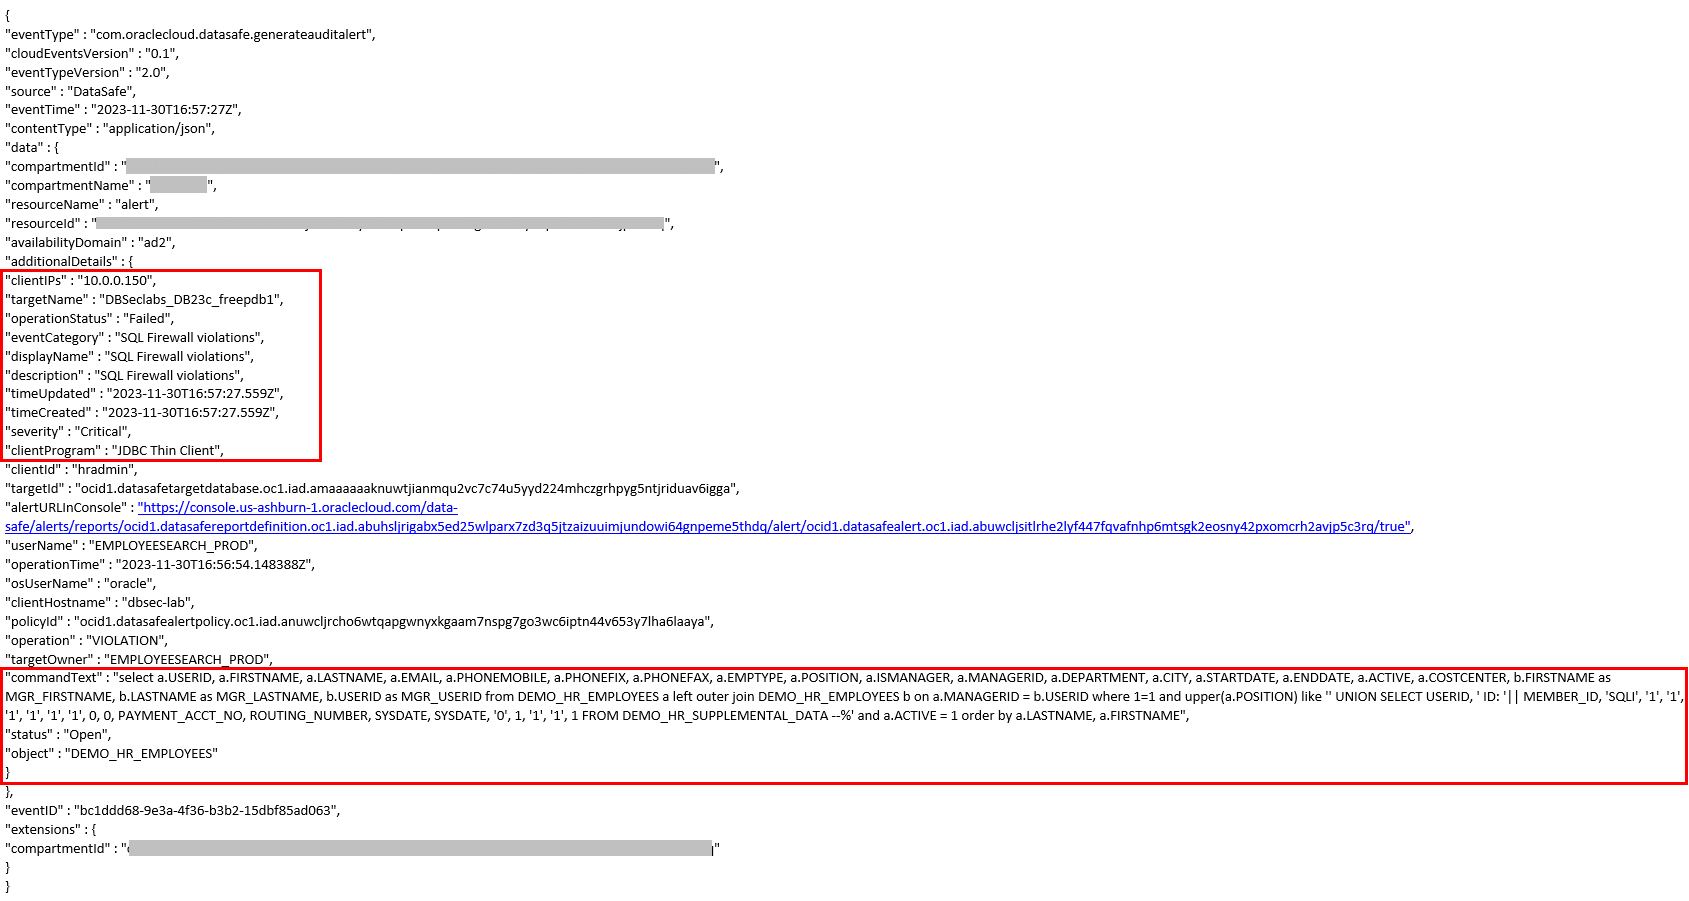 {
"eventType" : "com.oraclecloud.datasafe.generateauditalert",
"cloudEventsVersion" : "0.1",
"eventTypeVersion" : "2.0",
"source" : "DataSafe",
"eventTime" : "2023-11-30T16:57:27Z",
"contentType" : "application/json",
"data" : {
"compartmentId" : "",
"compartmentName" : "",
"resourceName" : "alert",
"resourceId" : "",
"availabilityDomain" : "ad2",
"additionalDetails" : {
"clientIPs" : "10.0.0.150",
"targetName" : "DBSeclabs_DB23c_freepdb1",
"operationStatus" : "Failed",
"eventCategory" : "SQL Firewall violations",
"displayName" : "SQL Firewall violations",
"description" : "SQL Firewall violations",
"timeUpdated" : "2023-11-30T16:57:27.559Z",
"timeCreated" : "2023-11-30T16:57:27.559Z",
"severity" : "Critical",
"clientProgram" : "JDBC Thin Client",
"clientId" : "hradmin",
"targetId" : "ocid1.datasafetargetdatabase.oc1.iad.amaaaaaaknuwtjianmqu2vc7c74u5yyd224mhczgrhpyg5ntjriduav6igga",
"alertURLInConsole" : "https://console.us-ashburn-1.oraclecloud.com/data-
safe/alerts/reports/ocid1.datasafereportdefinition.oc1.iad.abuhsljrigabx5ed25wlparx7zd3q5jtzaizuuimjundowi64gnpeme5thdq/alert/ocid1.datasafealert.oc1.iad.abuwcljsitlrhe2lyf447fqvafnhp6mtsgk2eosny42pxomcrh2avjp5c3rq/true",
"userName" : "EMPLOYEESEARCH_PROD",
"operationTime" : "2023-11-30T16:56:54.148388Z",
"osUserName" : "oracle",
"clientHostname" : "dbsec-lab",
"policyId" : "ocid1.datasafealertpolicy.oc1.iad.anuwcljrcho6wtqapgwnyxkgaam7nspg7go3wc6iptn44v653y7lha6laaya",
"operation" : "VIOLATION",
"targetOwner" : "EMPLOYEESEARCH_PROD",
"commandText" : "select a.USERID, a.FIRSTNAME, a.LASTNAME, a.EMAIL, a.PHONEMOBILE, a.PHONEFIX, a.PHONEFAX, a.EMPTYPE, a.POSITION, a.ISMANAGER, a.MANAGERID, a.DEPARTMENT, a.CITY, a.STARTDATE, a.ENDDATE, a.ACTIVE, a.COSTCENTER, b.FIRSTNAME as
MGR_FIRSTNAME, b.LASTNAME as MGR_LASTNAME, b.USERID as MGR_USERID from DEMO_HR_EMPLOYEES a left outer join DEMO_HR_EMPLOYEES b on a.MANAGERID = b.USERID where 1=1 and upper(a.POSITION) like '' UNION SELECT USERID, ' ID: '|| MEMBER_ID, 'SQLI', '1', '1',
'1', '1', '1', '1', 0, 0, PAYMENT_ACCT_NO, ROUTING_NUMBER, SYSDATE, SYSDATE, '0', 1, '1', '1', 1 FROM DEMO_HR_SUPPLEMENTAL_DATA --%' and a.ACTIVE = 1 order by a.LASTNAME, a.FIRSTNAME",
"status" : "Open",
"object" : "DEMO_HR_EMPLOYEES"
}
},
"eventID" : "bc1ddd68-9e3a-4f36-b3b2-15dbf85ad063",
"extensions" : {
"compartmentId" : ""
}
}